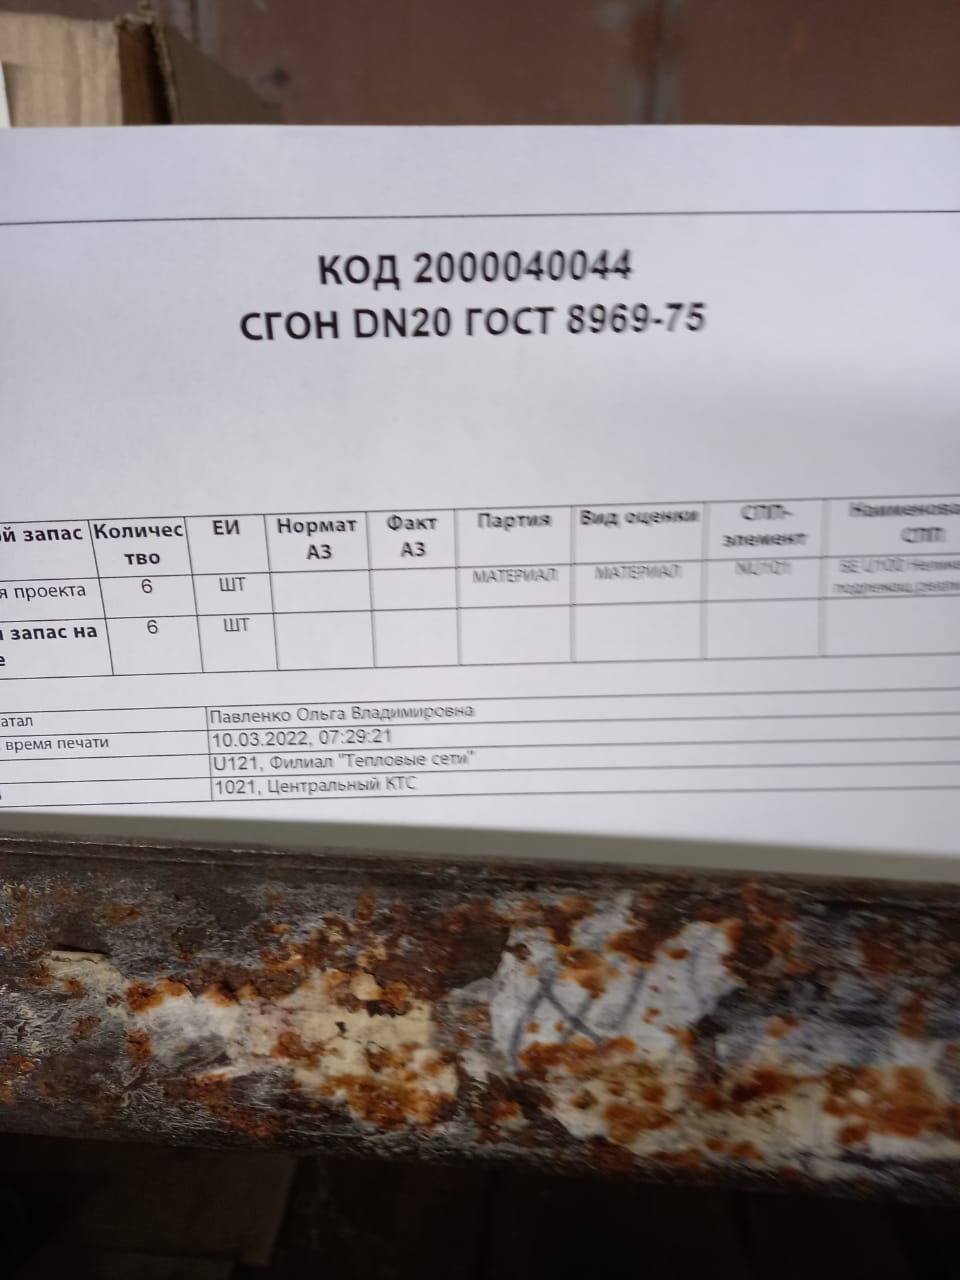 КОД 2000040044
СГОН DN20 ГОСТ 8969-75
й запас Количес тво ЕИ Нормат АЗ Факт АЗ Партия Вид оценки СПП-элемент Наименова СПП
я проекта 6 ШТ МАТЕРИАЛ МАТЕРИАЛ
запас на е 6 ШТ
атал Павленко Ольга Владимировна
время печати 10.03.2022, 07:29:21
U121, Филиал "Тепловые сети"
1021, Центральный КТС